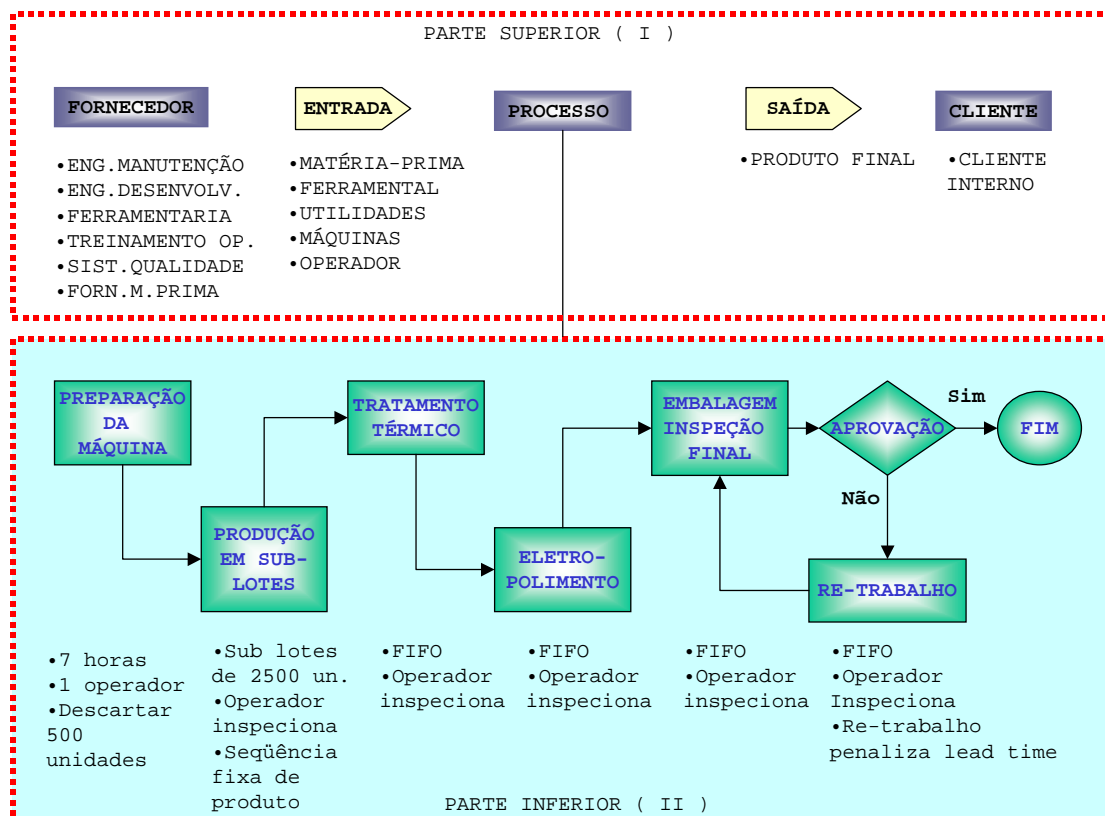 PARTE SUPERIOR ( I )
FORNECEDOR
ENTRADA
PROCESSO
SAÍDA
CLIENTE
•ENG.MANUTENÇÃO
•ENG.DESENVOLV.
•FERRAMENTARIA
•TREINAMENTO OP.
•SIST.QUALIDADE
•FORN.M.PRIMA
•MATÉRIA-PRIMA
•FERRAMENTAL
•UTILIDADES
•MÁQUINAS
•OPERADOR
•PRODUTO FINAL
•CLIENTE
INTERNO
PREPARAÇÃO
DA
MÁQUINA
PRODUÇÃO
EM SUB-
LOTES
TRATAMENTO
TÉRMICO
ELETRO-
POLIMENTO
EMBALAGEM
INSPEÇÃO
FINAL
APROVAÇÃO
Sim
FIM
Não
RE-TRABALHO
•7 horas
•1 operador
•Descartar
500
unidades
•Sub lotes
de 2500 un.
•Operador
inspeciona
•Seqüência
fixa de
produto
•FIFO
•Operador
inspeciona
•FIFO
•Operador
inspeciona
•FIFO
•Operador
inspeciona
•FIFO
•Operador
Inspeciona
•Re-trabalho
penaliza lead time
PARTE INFERIOR ( II )